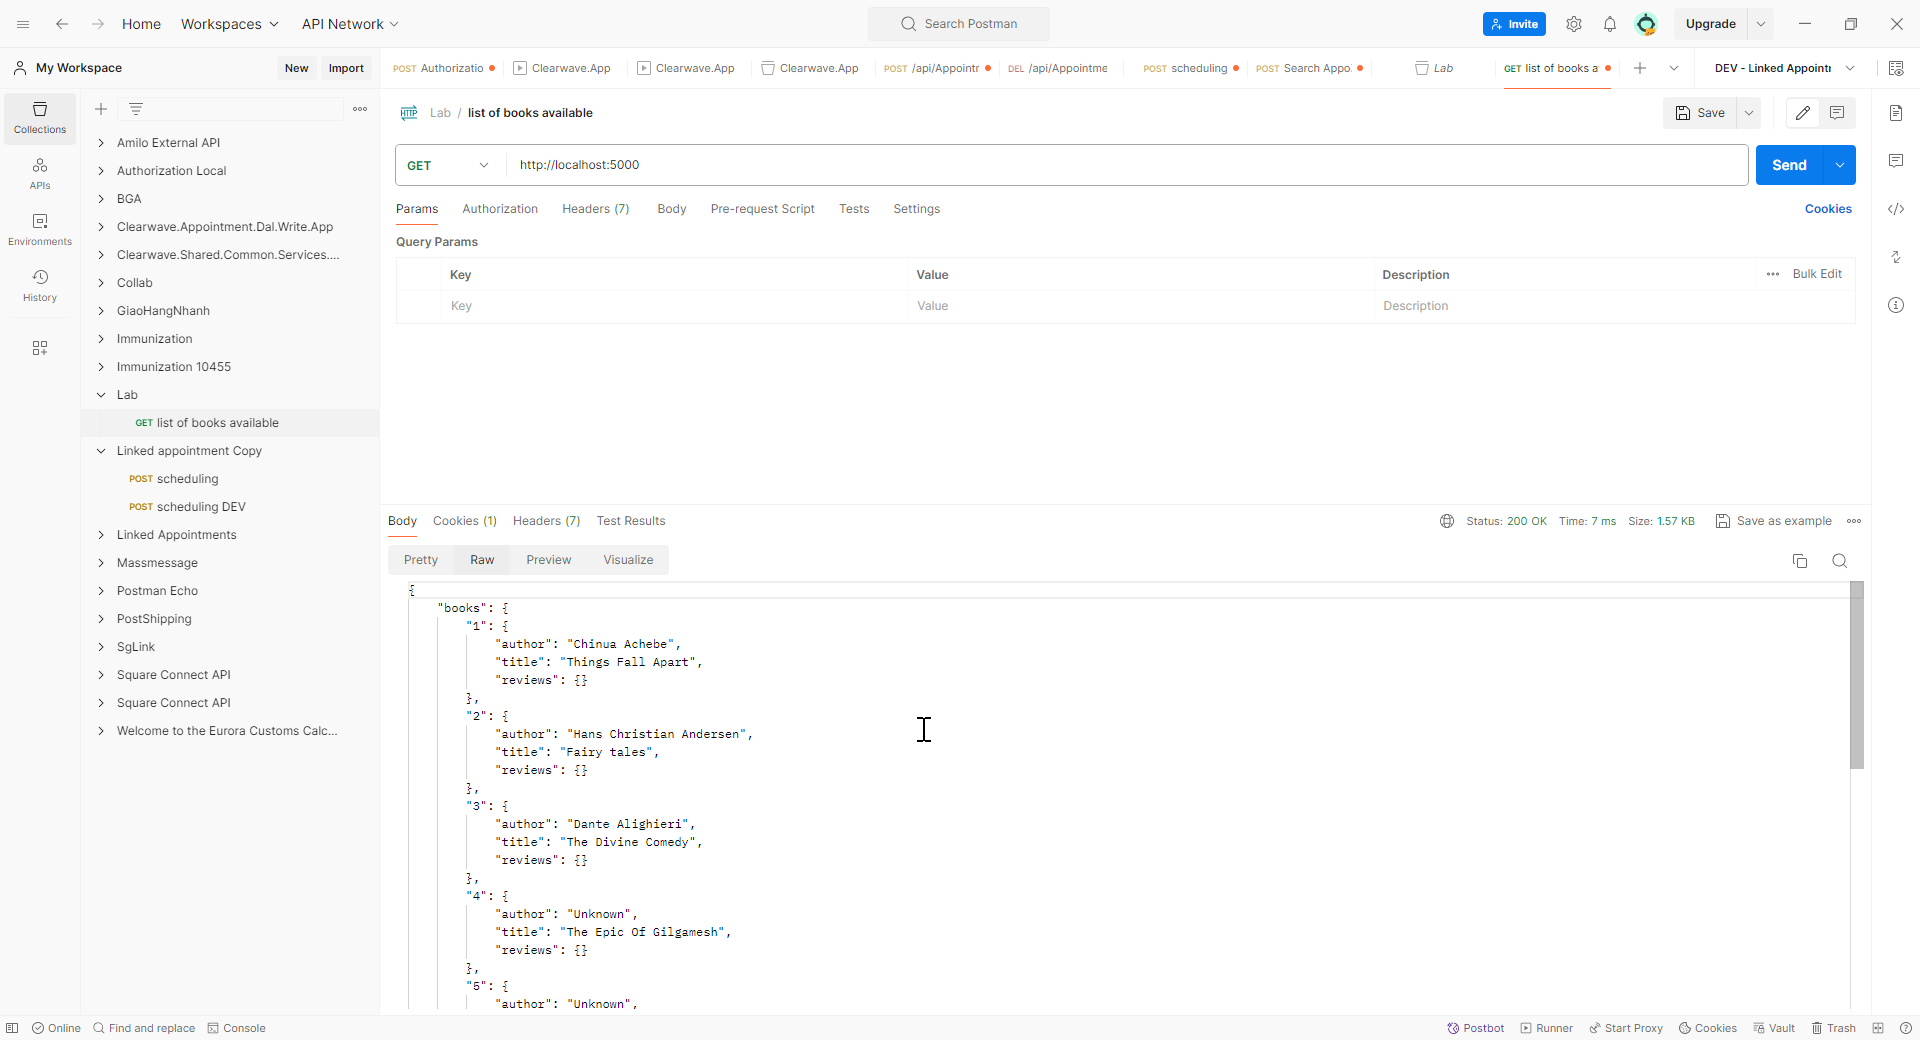 Home Workspaces API Network Search Postman Invite Upgrade
My Workspace New Import POST Authorizatio Clearwave.App Clearwave.App Clearwave.App POST /api/Appointr DEL /api/Appointme POST scheduling POST Search Appo Lab GET list of books a DEV - Linked Appointr
Collections
APIs
Environments
History
Amilo External API
Authorization Local
BGA
Clearwave.Appointment.Dal.Write.App
Clearwave.Shared.Common.Services....
Collab
GiaoHangNhanh
Immunization
Immunization 10455
Lab
GET list of books available
Linked appointment Copy
POST scheduling
POST scheduling DEV
Linked Appointments
Massmessage
Postman Echo
PostShipping
SgLink
Square Connect API
Square Connect API
Welcome to the Eurora Customs Calc...
HTTP Lab / list of books available Save
GET http://localhost:5000 Send
Params Authorization Headers (7) Body Pre-request Script Tests Settings Cookies
Query Params
Key Value Description Bulk Edit
Key Value Description
Body Cookies (1) Headers (7) Test Results Status: 200 OK Time: 7 ms Size: 1.57 KB Save as example
Pretty Raw Preview Visualize
{
"books": {
"1": {
"author": "Chinua Achebe",
"title": "Things Fall Apart",
"reviews": {}
},
"2": {
"author": "Hans Christian Andersen",
"title": "Fairy tales",
"reviews": {}
},
"3": {
"author": "Dante Alighieri",
"title": "The Divine Comedy",
"reviews": {}
},
"4": {
"author": "Unknown",
"title": "The Epic Of Gilgamesh",
"reviews": {}
},
"5": {
"author": "Unknown",
Online Find and replace Console Postbot Runner Start Proxy Cookies Vault Trash